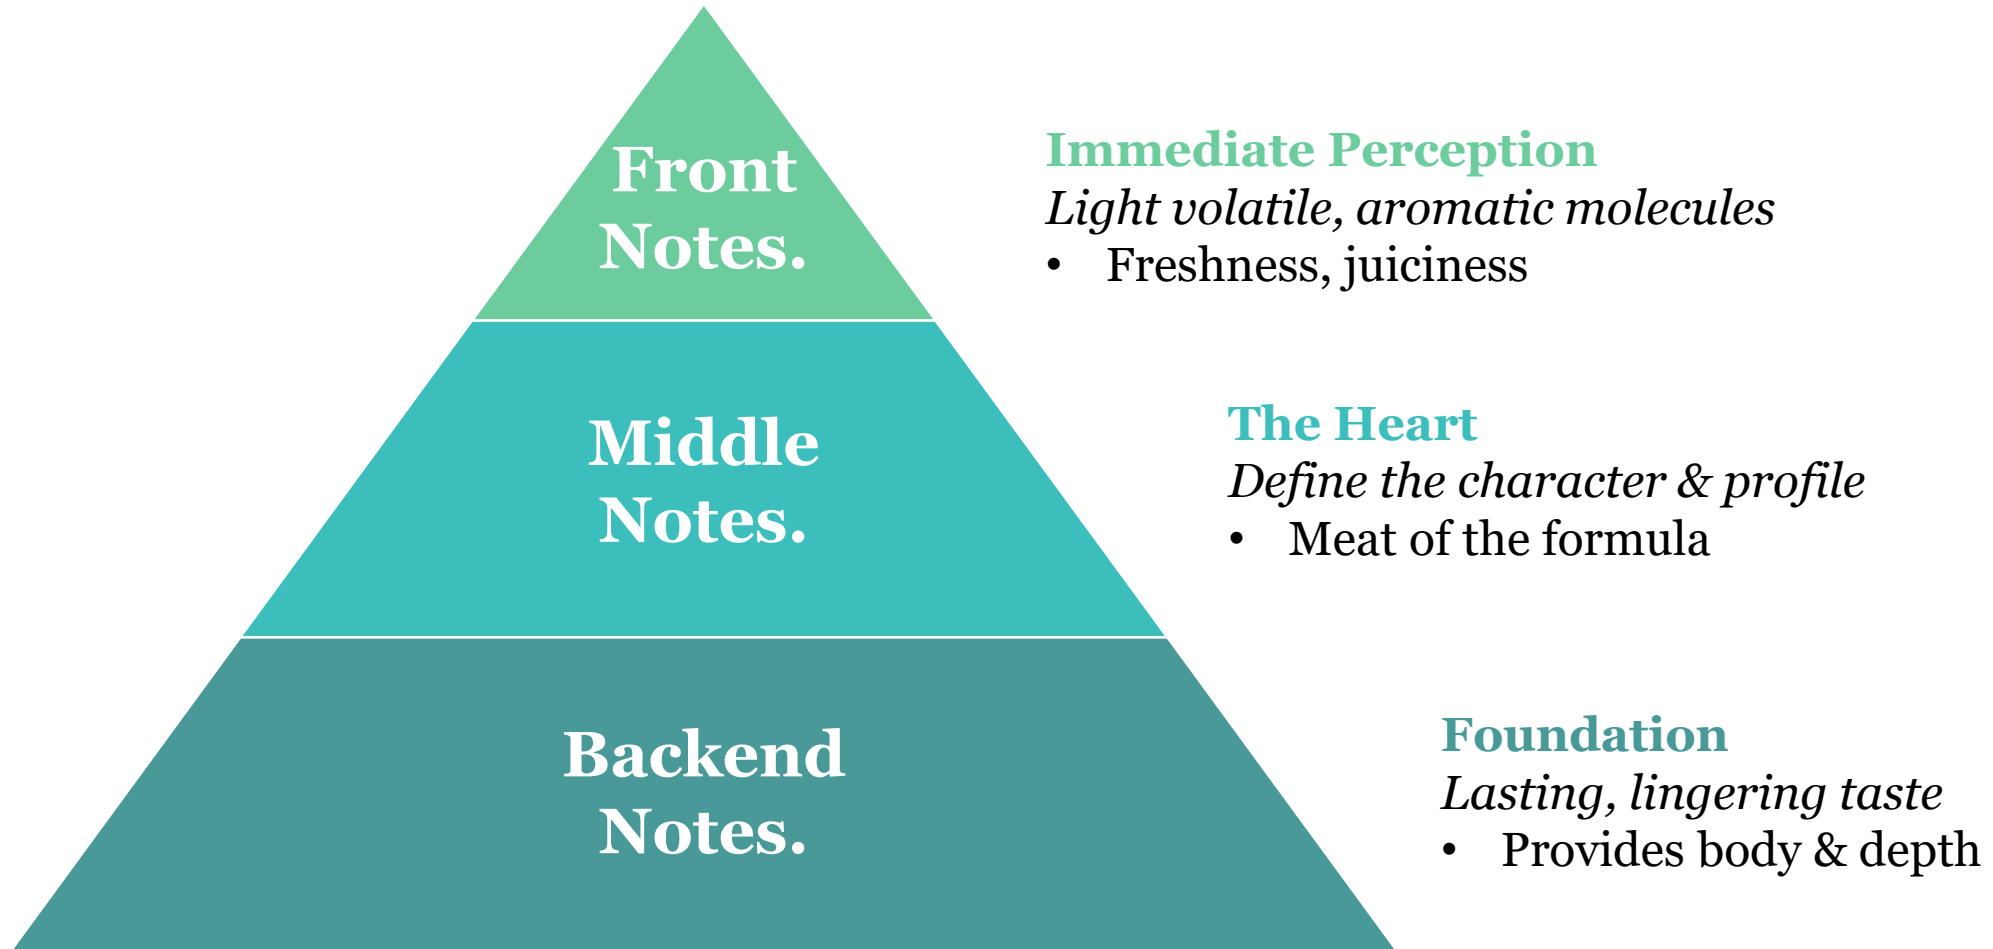 Front
Notes.
Immediate Perception
Light volatile, aromatic molecules
• Freshness, juiciness
Middle
Notes.
The Heart
Define the character & profile
• Meat of the formula
Backend
Notes.
Foundation
Lasting, lingering taste
• Provides body & depth